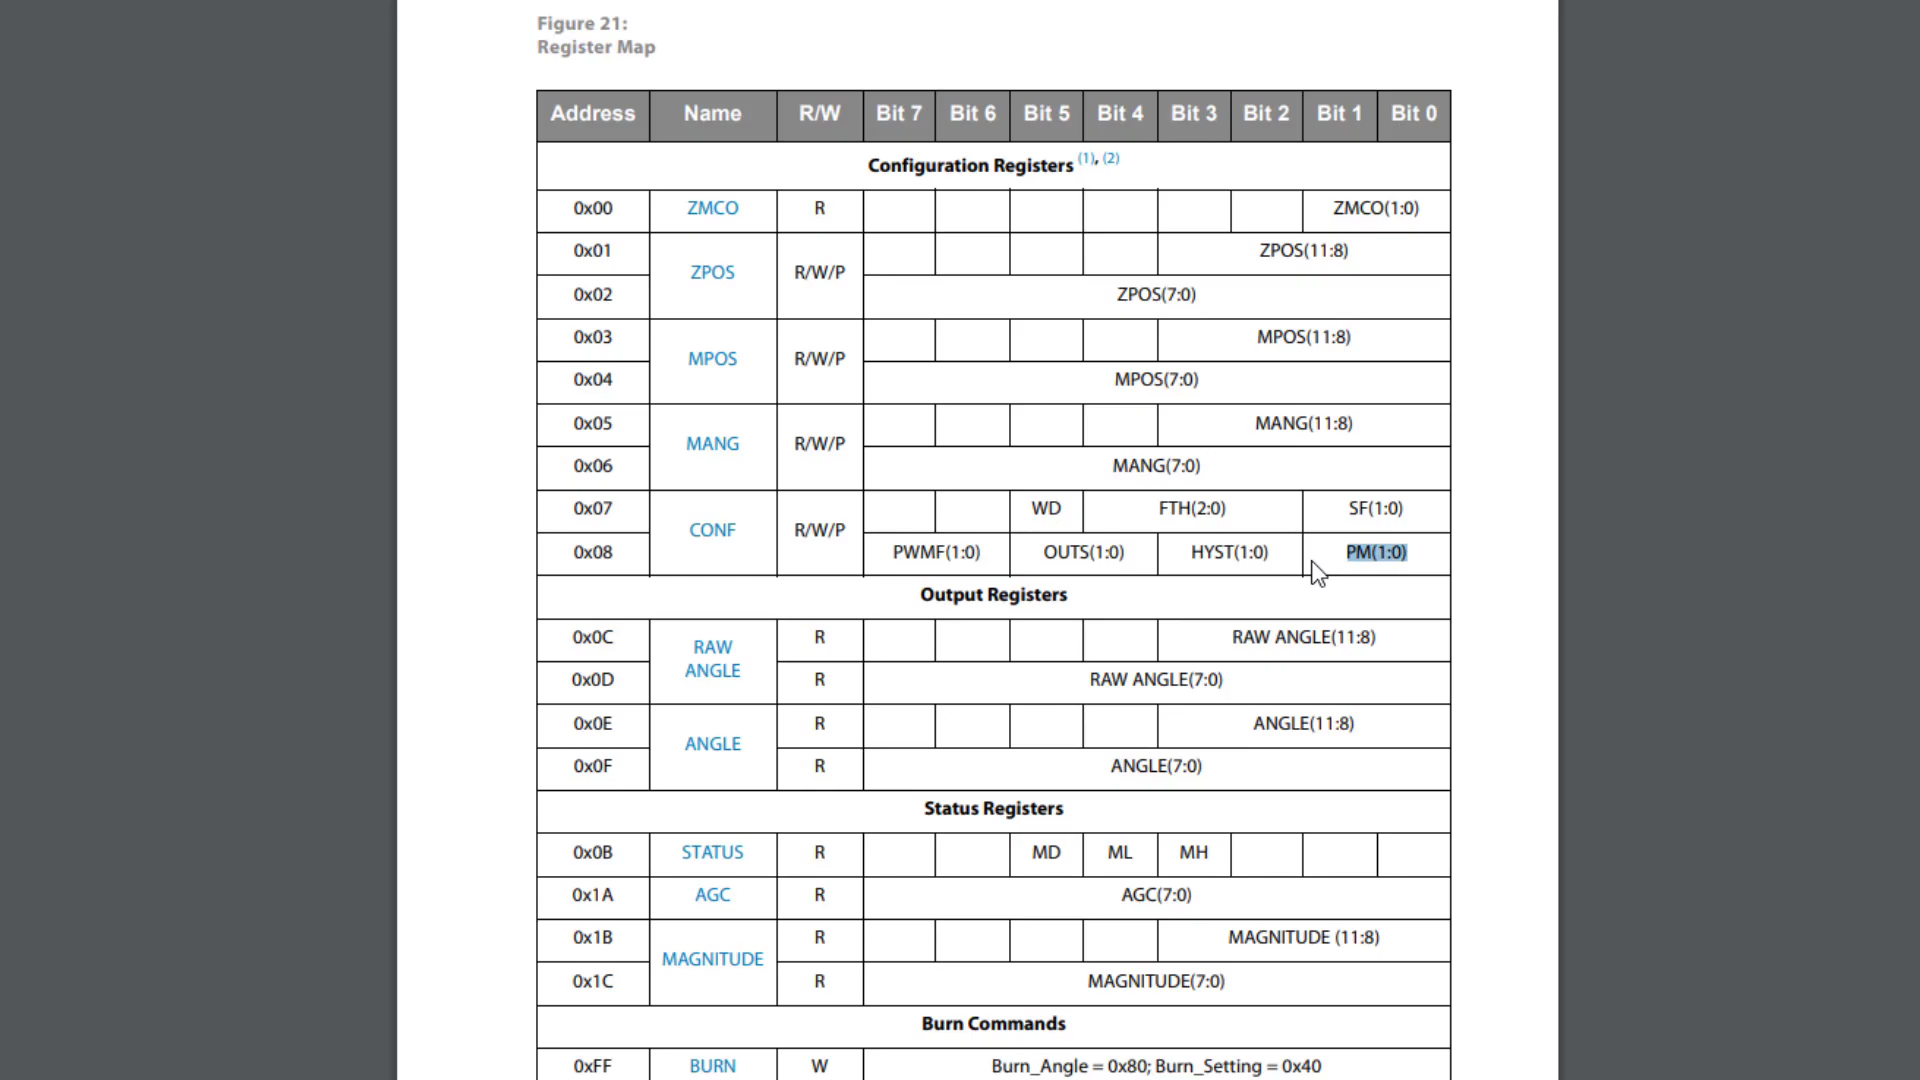 Figure 21:
Register Map
Address Name R/W Bit 7 Bit 6 Bit 5 Bit 4 Bit 3 Bit 2 Bit 1 Bit 0
Configuration Registers (1), (2)
0x00 ZMCO R ZMCO(1:0)
0x01 ZPOS(11:8)
ZPOS R/W/P
0x02 ZPOS(7:0)
0x03 MPOS(11:8)
MPOS R/W/P
0x04 MPOS(7:0)
0x05 MANG(11:8)
MANG R/W/P
0x06 MANG(7:0)
0x07 WD FTH(2:0) SF(1:0)
CONF R/W/P
0x08 PWMF(1:0) OUTS(1:0) HYST(1:0) PM(1:0)
Output Registers
0x0C R RAW ANGLE(11:8)
RAW
ANGLE
0x0D R RAW ANGLE(7:0)
0x0E R ANGLE(11:8)
ANGLE
0x0F R ANGLE(7:0)
Status Registers
0x0B STATUS R MD ML MH
0x1A AGC R AGC(7:0)
0x1B R MAGNITUDE (11:8)
MAGNITUDE
0x1C R MAGNITUDE(7:0)
Burn Commands
0xFF BURN W Burn_Angle = 0x80; Burn_Setting = 0x40